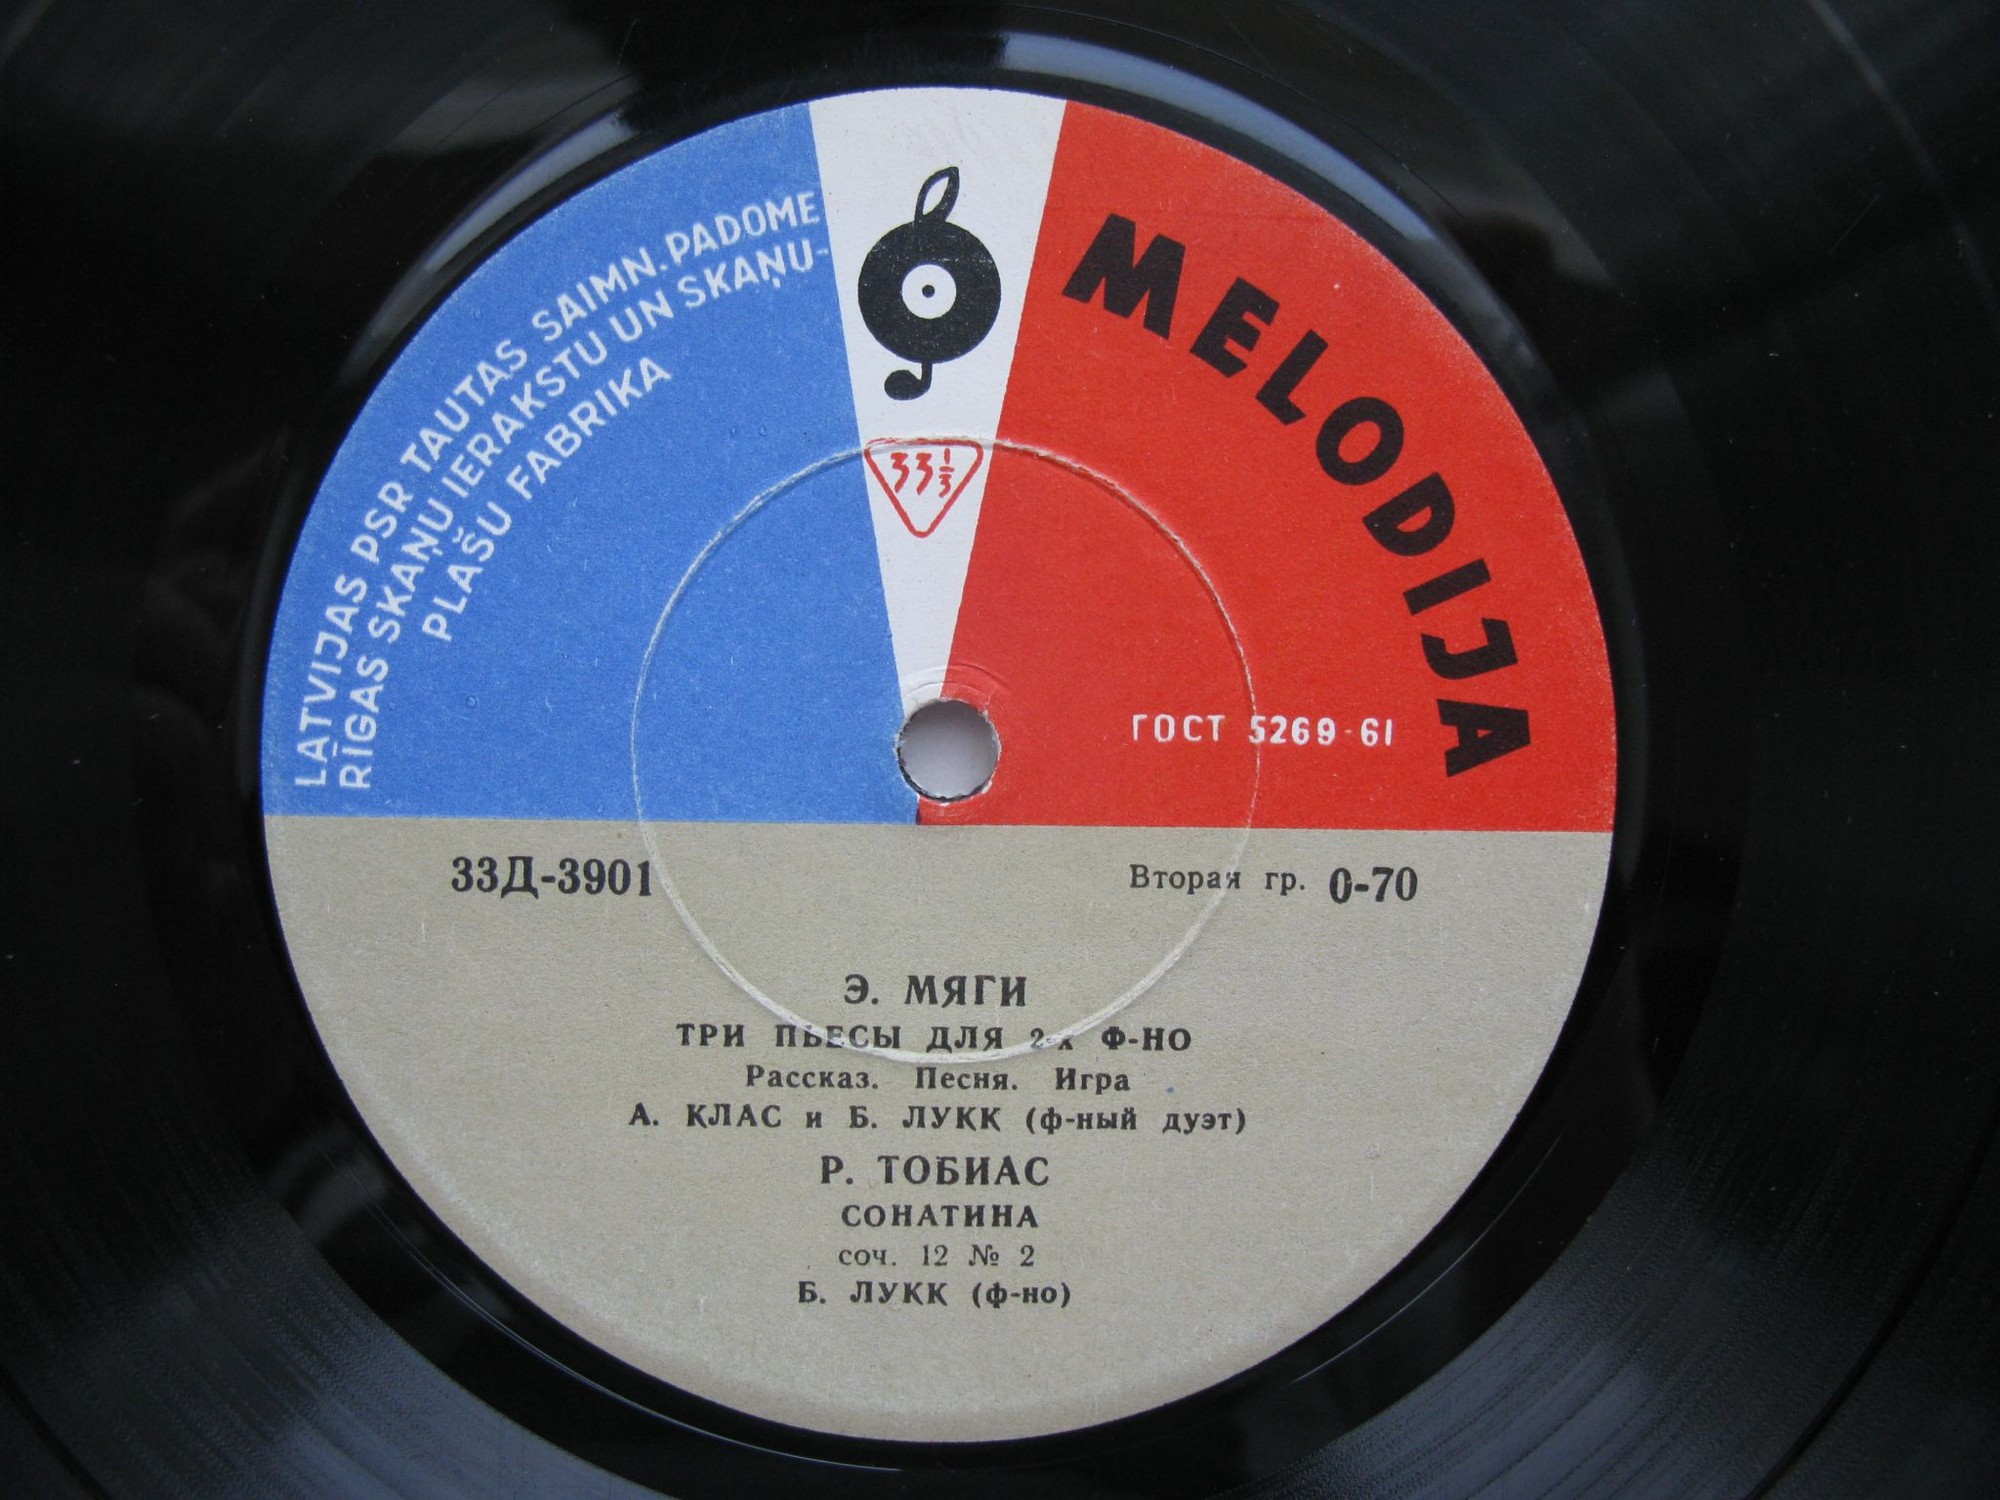 LATVIJAS PSR TAUTAS SAIMN. PADOME
RĪGAS SKAŅU IERAKSTU UN SKAŅU-
PLAŠU FABRIKA
MELODIJA
33⅓
ГОСТ 5269-61
33Д-3901
Вторая гр. 0-70
Э. МЯГИ
ТРИ ПЬЕСЫ ДЛЯ 2-х Ф-НО
Рассказ. Песня. Игра
А. КЛАС и Б. ЛУКК (ф-ный дуэт)
Р. ТОБИАС
СОНАТИНА
соч. 12 № 2
Б. ЛУКК (ф-но)